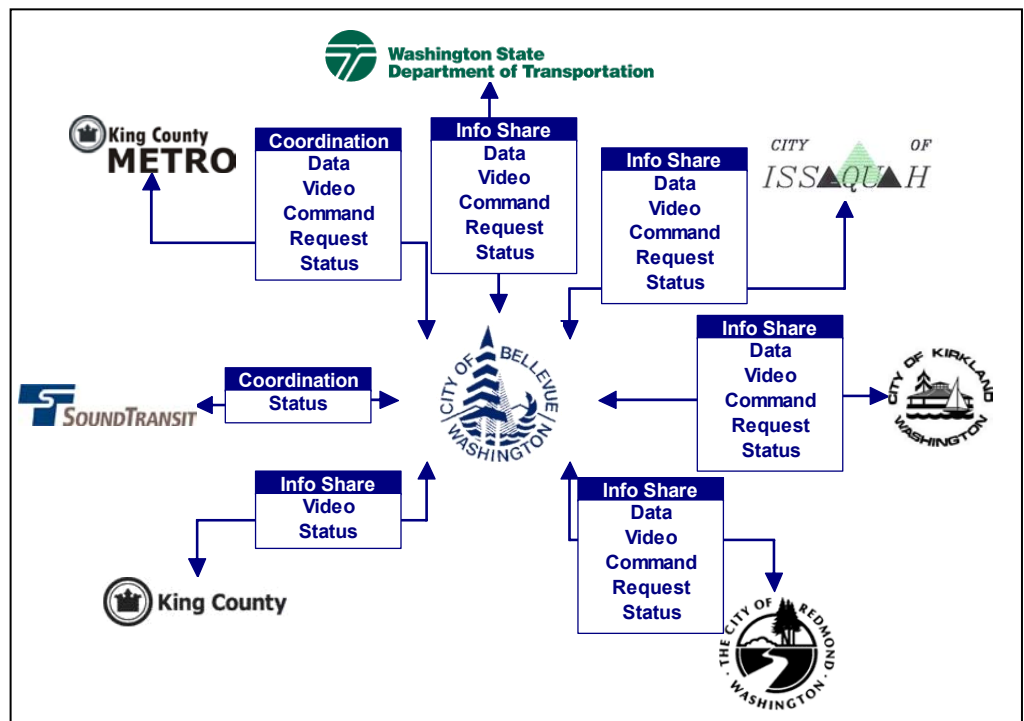 Washington State
Department of Transportation
King County
METRO
Coordination
Data
Video
Command
Request
Status
Info Share
Data
Video
Command
Request
Status
Info Share
Data
Video
Command
Request
Status
CITY OF
ISSAQUAH
SOUNDTRANSIT
Coordination
Status
CITY OF BELLEVUE
WASHINGTON
Info Share
Data
Video
Command
Request
Status
CITY OF KIRKLAND
WASHINGTON
Info Share
Video
Status
King County
Info Share
Data
Video
Command
Request
Status
THE CITY OF REDMOND
WASHINGTON